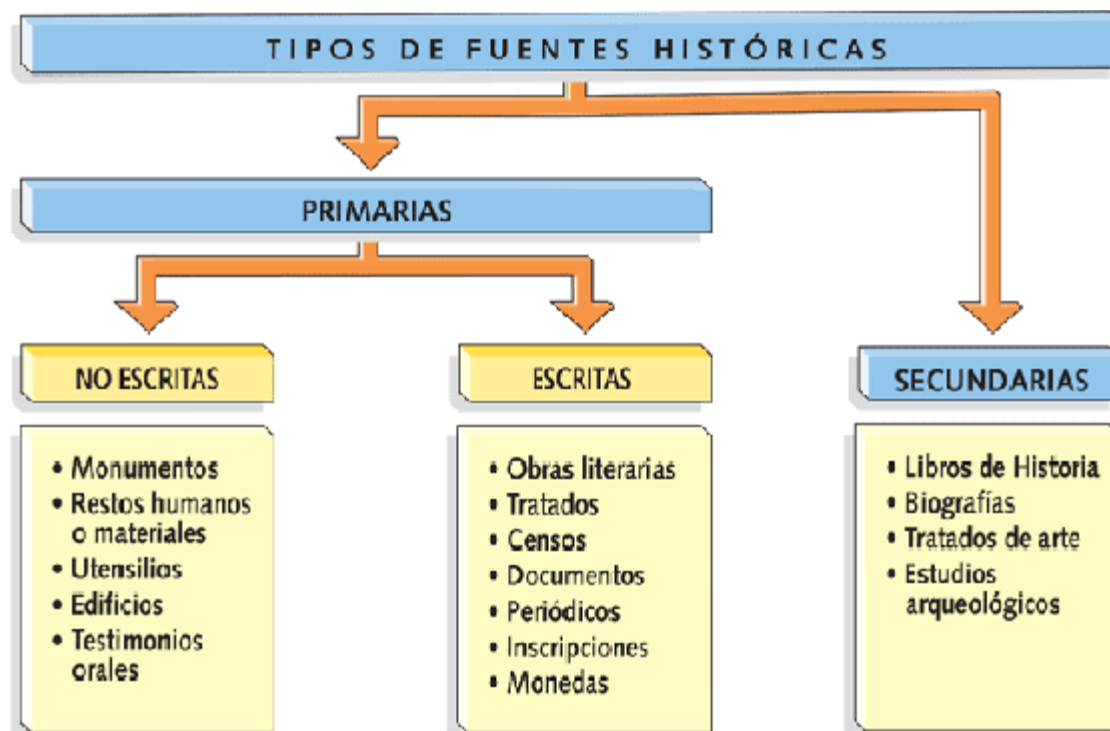 TIPOS DE FUENTES HISTÓRICAS
PRIMARIAS
NO ESCRITAS
• Monumentos
• Restos humanos
o materiales
• Utensilios
• Edificios
• Testimonios
orales
ESCRITAS
• Obras literarias
• Tratados
• Censos
• Documentos
• Periódicos
• Inscripciones
• Monedas
SECUNDARIAS
• Libros de Historia
• Biografías
• Tratados de arte
• Estudios
arqueológicos